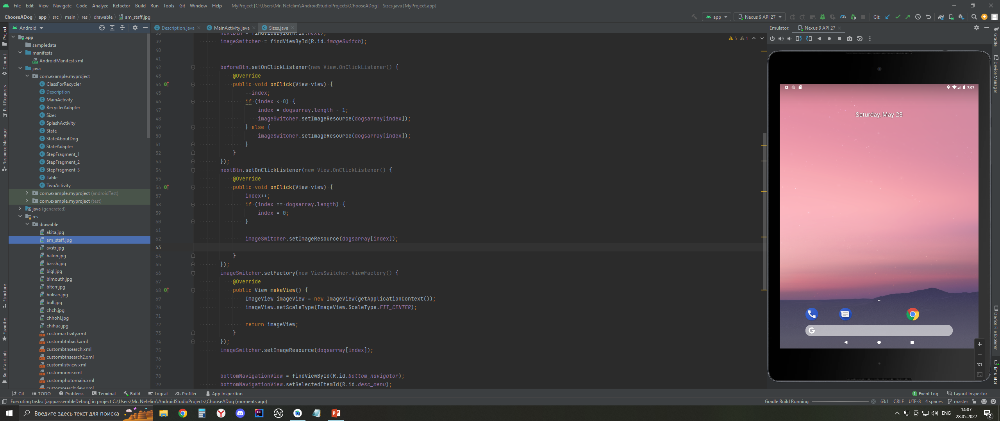 File Edit View Navigate Code Analyze Refactor Build Run Tools Git Window Help MyProject [C:\Users\Mr. Nefelim\AndroidStudioProjects\ChooseADog] - Sizes.java [MyProject.app]
ChooseADog app src main res drawable am_staff.jpg
app Nexus 9 API 27 Git:
Android
Description.java MainActivity.java Sizes.java
Emulator: Nexus 9 API 27
Project
Commit
Pull Requests
Resource Manager
Structure
Favorites
Build Variants
app
sampledata
manifests
AndroidManifest.xml
java
com.example.myproject
ClassForRecycler
Description
MainActivity
RecyclerAdapter
Sizes
SplashActivity
State
StateAboutDog
StateAdapter
StepFragment_1
StepFragment_2
StepFragment_3
Table
TwoActivity
com.example.myproject (androidTest)
com.example.myproject (test)
java (generated)
res
drawable
akita.jpg
am_staff.jpg
avstr.jpg
balon.jpg
bassh.jpg
bigl.jpg
blmouth.jpg
blterr.jpg
bokser.jpg
bull.jpg
chch.jpg
chhohl.jpg
chihua.jpg
customactivity.xml
custombtnback.xml
custombtnsearch.xml
custombtnsearch2.xml
customlistview.xml
customnone.xml
customphotomain.xml
customsearchview.xml
5 1
38 nextBtn = findViewById(R.id.next);
39 imageSwitcher = findViewById(R.id.imageSwitch);
40
41
42 beforeBtn.setOnClickListener(new View.OnClickListener() {
43 @Override
44 public void onClick(View view) {
45 --index;
46 if (index < 0) {
47 index = dogsarray.length - 1;
48 imageSwitcher.setImageResource(dogsarray[index]);
49 } else {
50 imageSwitcher.setImageResource(dogsarray[index]);
51 }
52 }
53 });
54 nextBtn.setOnClickListener(new View.OnClickListener() {
55 @Override
56 public void onClick(View view) {
57 index++;
58 if (index == dogsarray.length) {
59 index = 0;
60 }
61
62 imageSwitcher.setImageResource(dogsarray[index]);
63
64 }
65 });
66 imageSwitcher.setFactory(new ViewSwitcher.ViewFactory() {
67 @Override
68 public View makeView() {
69 ImageView imageView = new ImageView(getApplicationContext());
70 imageView.setScaleType(ImageView.ScaleType.FIT_CENTER);
71
72 return imageView;
73 }
74 });
75 imageSwitcher.setImageResource(dogsarray[index]);
76
77
78 bottomNavigationView = findViewById(R.id.bottom_navigator);
79 bottomNavigationView.setSelectedItemId(R.id.desc_menu);
7:07
Saturday, May 28
G
1:1
Gradle
Device Manager
Device File Explorer
Emulator
Git TODO Problems Terminal Build Logcat Profiler App Inspection 1 Event Log Layout Inspector
Executing tasks: [:app:assembleDebug] in project C:\Users\Mr. Nefelim\AndroidStudioProjects\ChooseADog (moments ago) Gradle Build Running 63:1 CRLF UTF-8 4 spaces master
Введите здесь текст для поиска ENG 14:07
28.05.2022 2